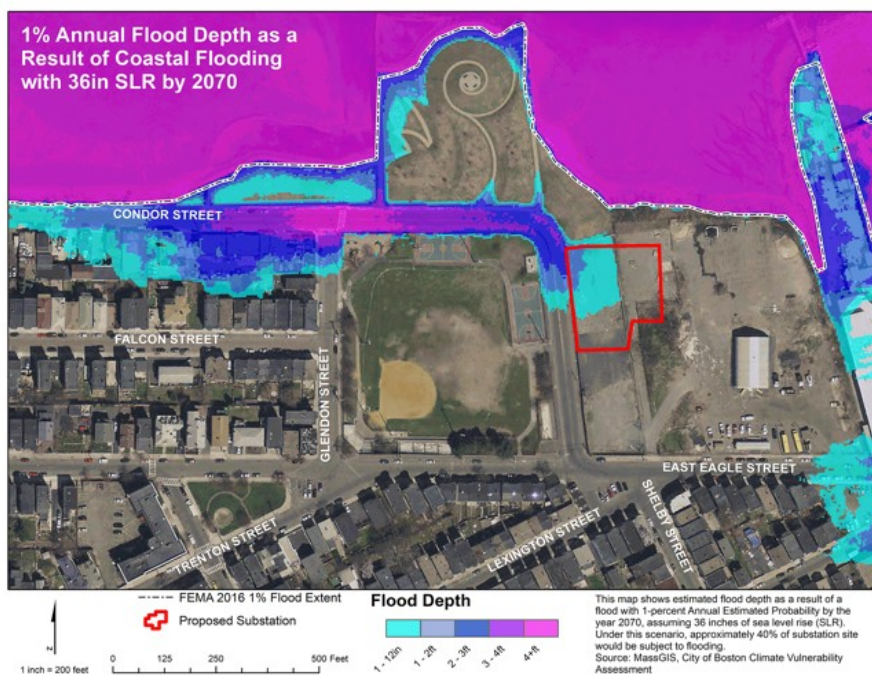 1% Annual Flood Depth as a
Result of Coastal Flooding
with 36in SLR by 2070
CONDOR STREET
FALCON STREET
GLENDON STREET
EAST EAGLE STREET
TRENTON STREET
LEXINGTON STREET
SHELBY STREET
FEMA 2016 1% Flood Extent
Proposed Substation
N
1 inch = 200 feet
0 125 250 500 Feet
Flood Depth
1 - 12in
1 - 2ft
2 - 3ft
3 - 4ft
4+ft
This map shows estimated flood depth as a result of a
flood with 1-percent Annual Estimated Probability by the
year 2070, assuming 36 inches of sea level rise (SLR).
Under this scenario, approximately 40% of substation site
would be subject to flooding.
Source: MassGIS, City of Boston Climate Vulnerability
Assessment